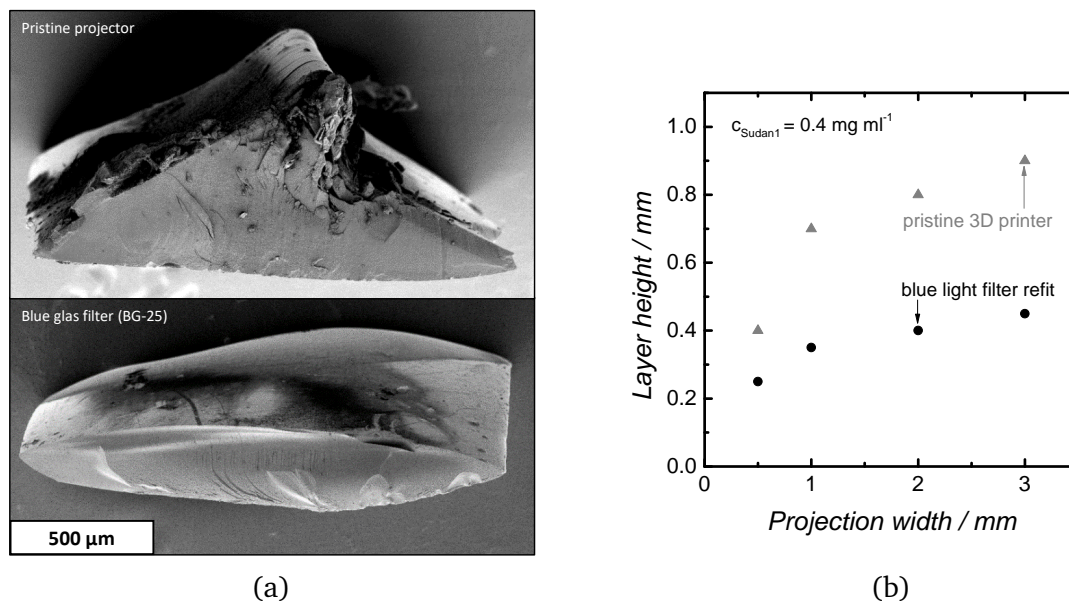 Pristine projector
Blue glas filter (BG-25)
500 µm
(a)
c_Sudan1 = 0.4 mg ml⁻¹
1.0
0.8
0.6
0.4
0.2
0.0
pristine 3D printer
blue light filter refit
Layer height / mm
0
1
2
3
Projection width / mm
(b)